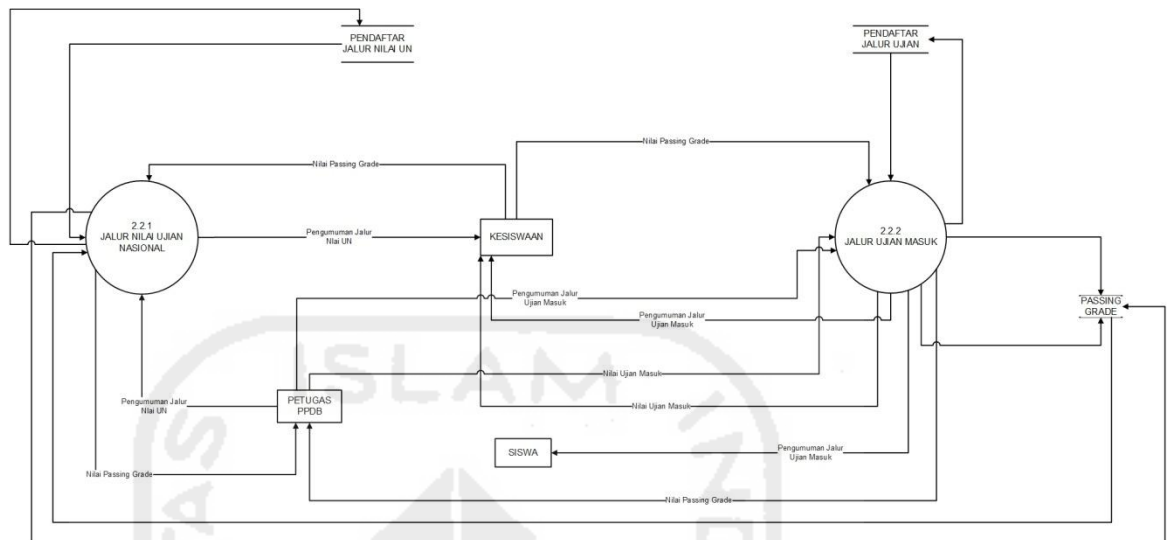 PENDAFTAR
JALUR NILAI UN
PENDAFTAR
JALUR UJIAN
Nilai Passing Grade
Nilai Passing Grade
2.2.1
JALUR NILAI UJIAN
NASIONAL
Pengumuman Jalur
NIai UN
KESISWAAN
2.2.2
JALUR UJIAN MASUK
Pengumuman Jalur
Ujian Masuk
Pengumuman Jalur
Ujian Masuk
PASSING
GRADE
ISLAM
Nilai Ujian Masuk
Pengumuman Jalur
NIai UN
PETUGAS
PPDB
Nilai Ujian Masuk
SISWA
Pengumuman Jalur
Ujian Masuk
Nilai Passing Grade
Nilai Passing Grade